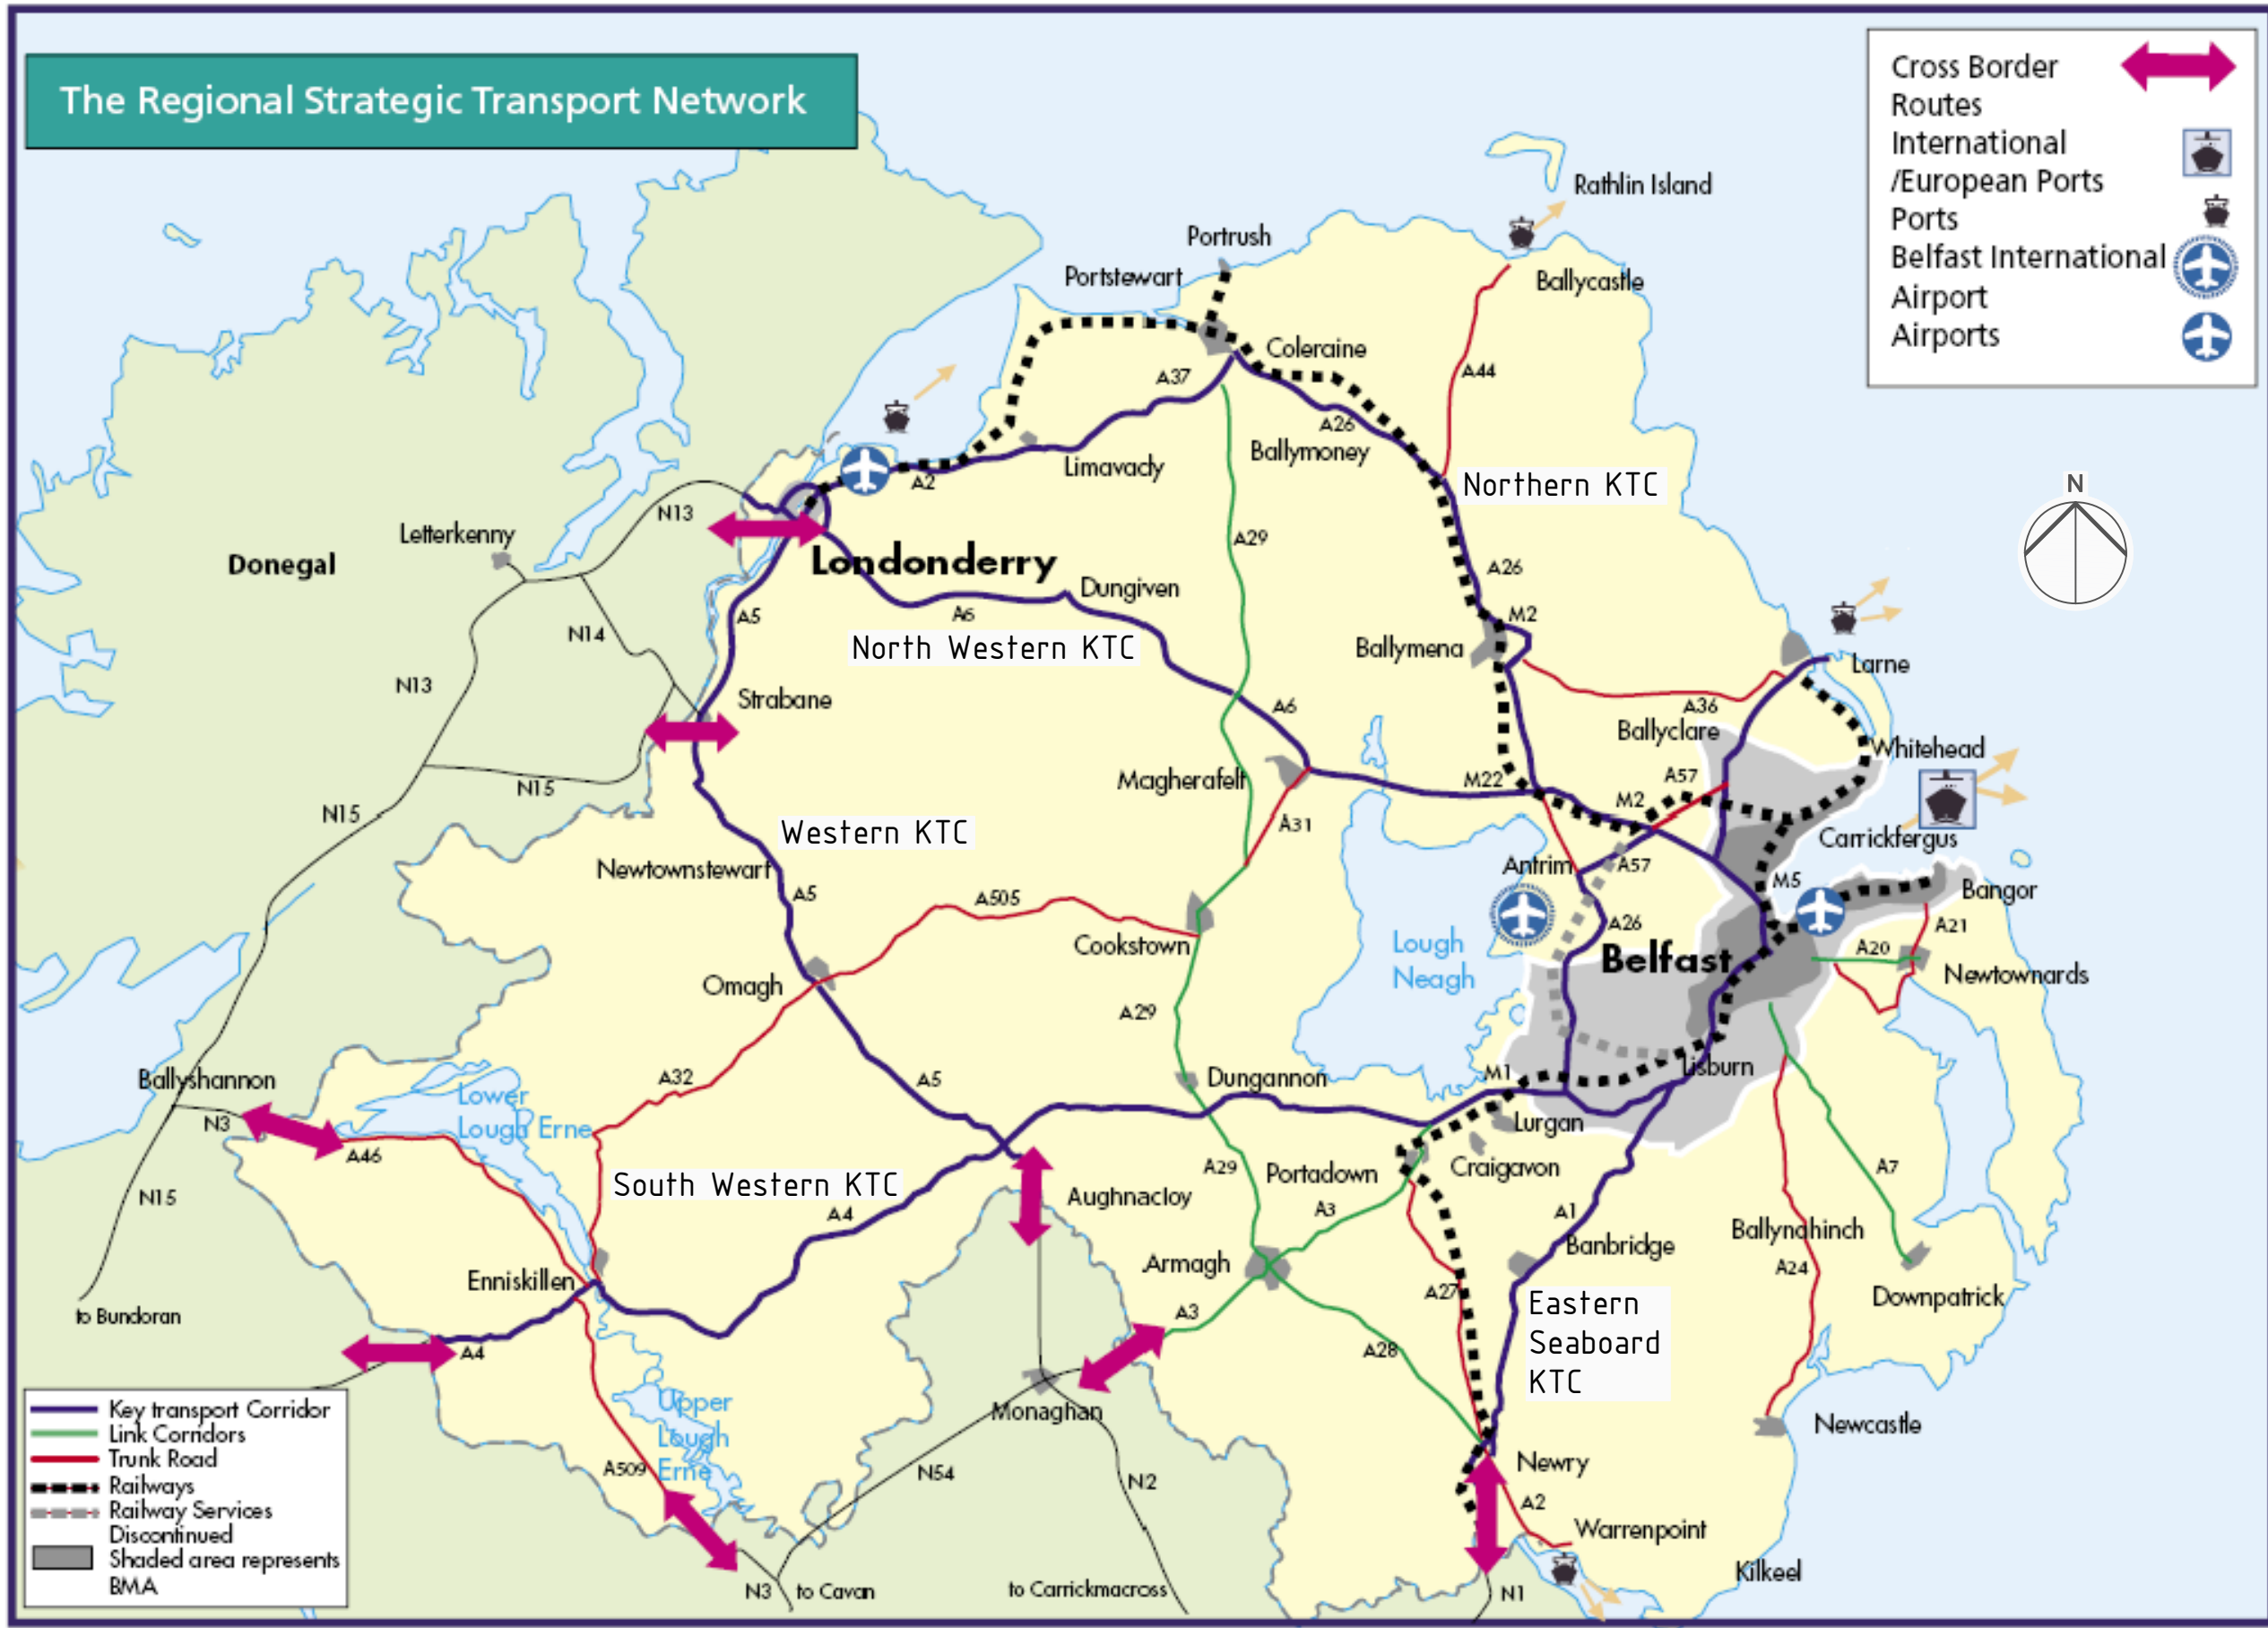 The Regional Strategic Transport Network
Cross Border
Routes
International
/European Ports
Ports
Belfast International
Airport
Airports
Rathlin Island
Portrush
Portstewart
Ballycastle
Coleraine
A37
A44
A26
Ballymoney
Limavady
A2
Northern KTC
N
N13
Letterkenny
Donegal
A29
Londonderry
Dungiven
A26
A5
A6
M2
N14
North Western KTC
Ballymena
Larne
N13
Strabane
A6
A36
Ballyclare
Whitehead
Magherafelt
M22
A57
N15
M2
N15
A31
Western KTC
Carrickfergus
Newtownstewart
Antrim
A57
M5
Bangor
A5
A505
A26
A21
Cookstown
Lough
Neagh
Belfast
A20
Newtownards
Omagh
A29
Ballyshannon
A32
A5
Dungannon
M1
Lisburn
Lower
Lough Erne
N3
Lurgan
A46
A29
Portadown
Craigavon
A7
South Western KTC
N15
Aughnacloy
A4
A3
A1
Ballynahinch
Armagh
Banbridge
A24
Enniskillen
A27
Downpatrick
to Bundoran
A3
Eastern
Seaboard
KTC
A28
A4
Upper
Lough
Erne
Monaghan
Newcastle
A509
N54
N2
Newry
A2
Warrenpoint
Kilkeel
N3
to Cavan
to Carrickmacross
N1
Key transport Corridor
Link Corridors
Trunk Road
Railways
Railway Services
Discontinued
Shaded area represents
BMA